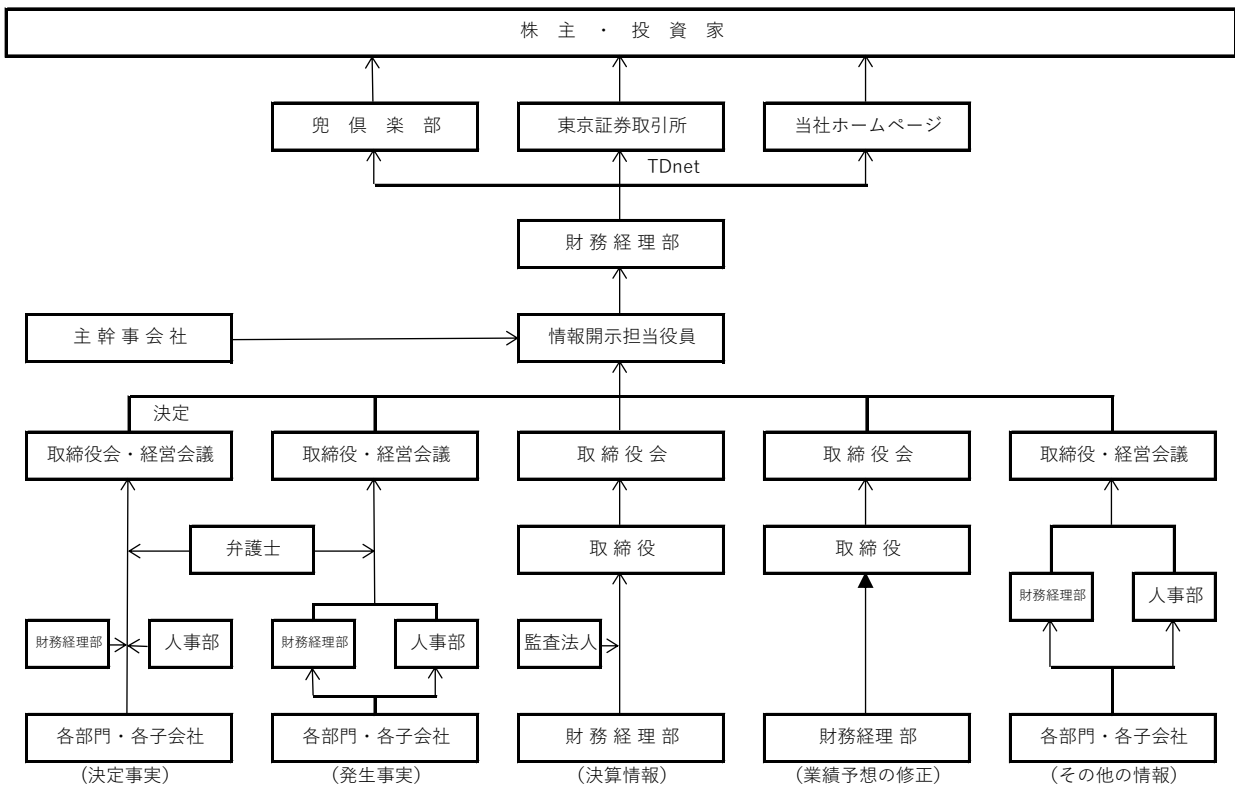 株 主 ・ 投 資 家
兜 倶 楽 部
東京証券取引所
当社ホームページ
TDnet
財 務 経 理 部
主 幹 事 会 社
情報開示担当役員
決定
取締役会・経営会議
取締役・経営会議
取 締 役 会
取 締 役 会
取締役・経営会議
弁護士
取 締 役
取 締 役
財務経理部
人事部
財務経理部
人事部
財務経理部
人事部
監査法人
各部門・各子会社
各部門・各子会社
財 務 経 理 部
財務経理 部
各部門・各子会社
(決定事実)
(発生事実)
(決算情報)
(業績予想の修正)
(その他の情報)